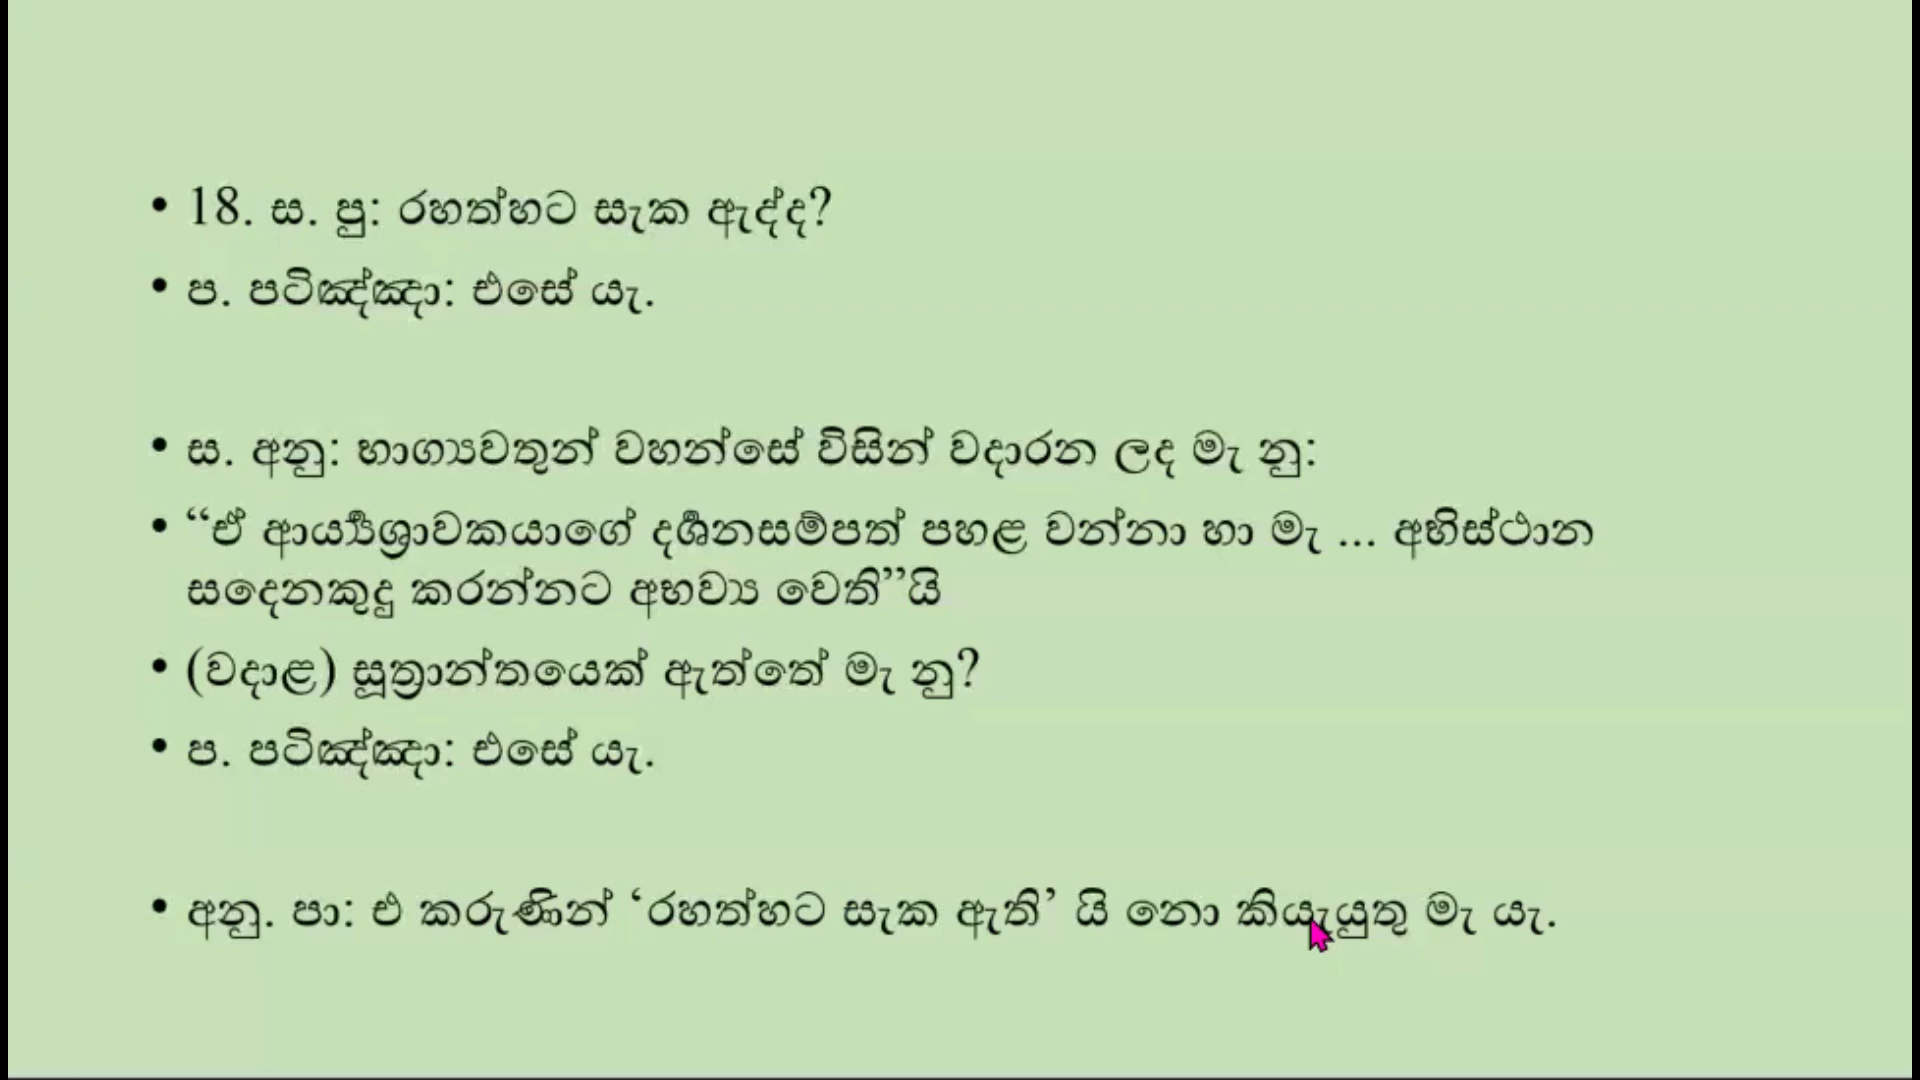 • 18. ස. පු: රහත්හට සැක ඇද්ද?
• ප. පටිඤ්ඤා: එසේ යැ.
• ස. අනු: භාග්‍යවතුන් වහන්සේ විසින් වදාරන ලද මැ නු:
• “ඒ ආර්‍ය්‍යශ්‍රාවකයාගේ දර්‍ශනසම්පත් පහළ වන්නා හා මැ ... අභිස්ථාන
සදෙනකුදු කරන්නට අභව්‍ය වෙති”යි
• (වදාළ) සූත්‍රාන්තයෙක් ඇත්තේ මැ නු?
• ප. පටිඤ්ඤා: එසේ යැ.
• අනු. පා: එ කරුණින් ‘රහත්හට සැක ඇති’ යි නො කියැයුතු මැ යැ.